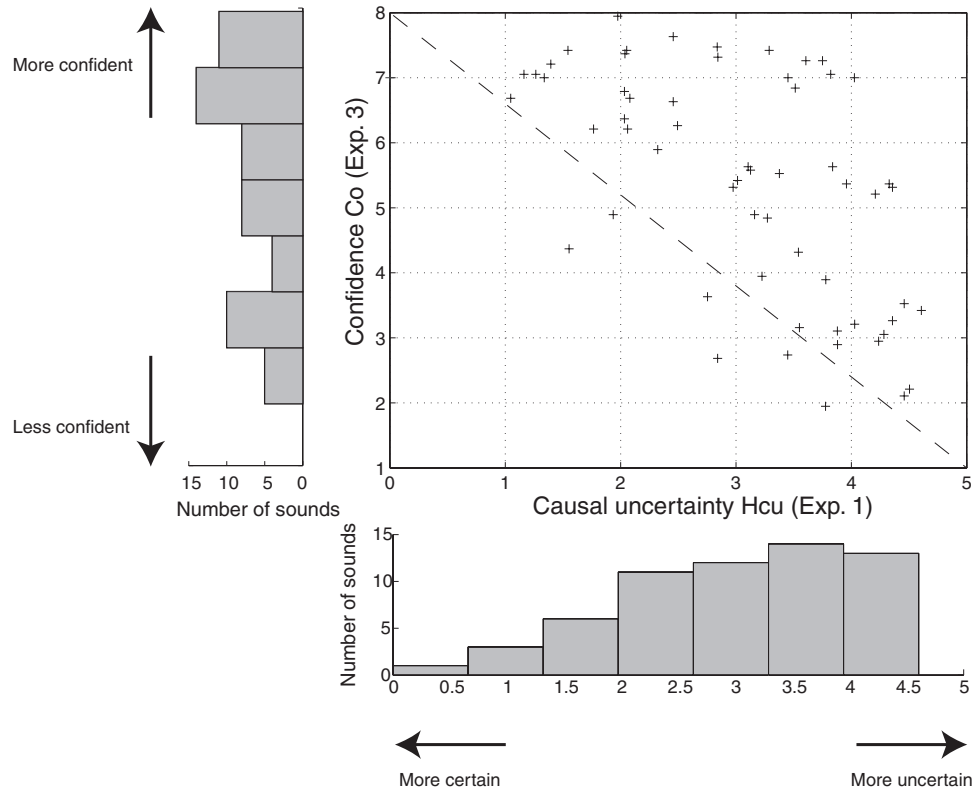 More confident
Less confident
15 10 5 0
Number of sounds
8
7
6
5
4
3
2
1
Confidence Co (Exp. 3)
0 1 2 3 4 5
Causal uncertainty Hcu (Exp. 1)
15
10
5
0
Number of sounds
0 0.5 1 1.5 2 2.5 3 3.5 4 4.5 5
More certain
More uncertain